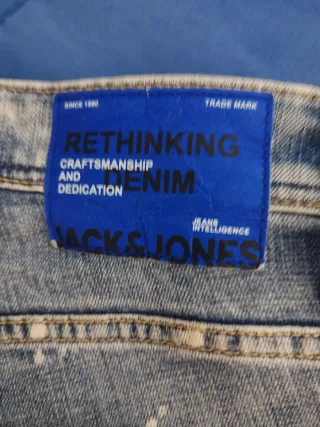 SINCE 1990 TRADE MARK
RETHINKING
CRAFTSMANSHIP
AND
DENIM
DEDICATION
JEANS
INTELLIGENCE
JACK&JONES